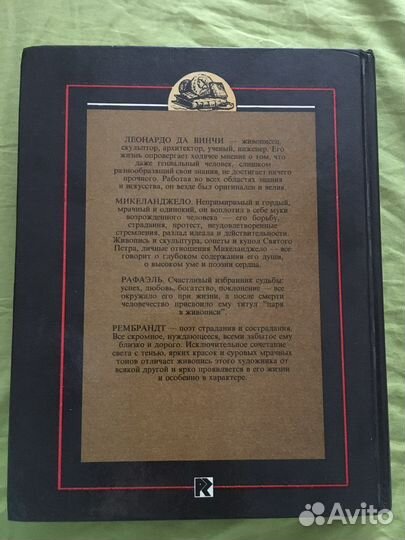 ЛЕОНАРДО ДА ВИНЧИ — живописец,
скульптор, архитектор, ученый, инженер. Его
жизнь опровергает ходячее мнение о том, что
даже гениальный человек, слишком
разнообразивший свои знания, не достигает ничего
прочного. Работая во всех областях знания
и искусства, он везде был оригинален и велик.
МИКЕЛАНДЖЕЛО. Непримиримый и гордый,
мрачный и одинокий, он воплотил в себе муки
возрожденного человека — его борьбу,
страдания, протест, неудовлетворенные
стремления, разлад идеала и действительности.
Живопись и скульптура, сонеты и купол Святого
Петра, личные отношения Микеланджело — все
говорит о глубоком содержания его души,
о высоком уме и поэзии сердца.
РАФАЭЛЬ. Счастливый избранник судьбы:
успех, любовь, богатство, поклонение — все
окружало его при жизни, а после смерти
человечество присвоило ему титул "царя
в живописи".
РЕМБРАНДТ — поэт страдания и сострадания.
Все скромное, нуждающееся, всеми забытое ему
близко и дорого. Исключительное сочетание
света с тенью, ярких красок и суровых мрачных
тонов отличает живопись этого художника от
всякой другой и ярко проявляется в его жизни
и особенно в характере.
Avito